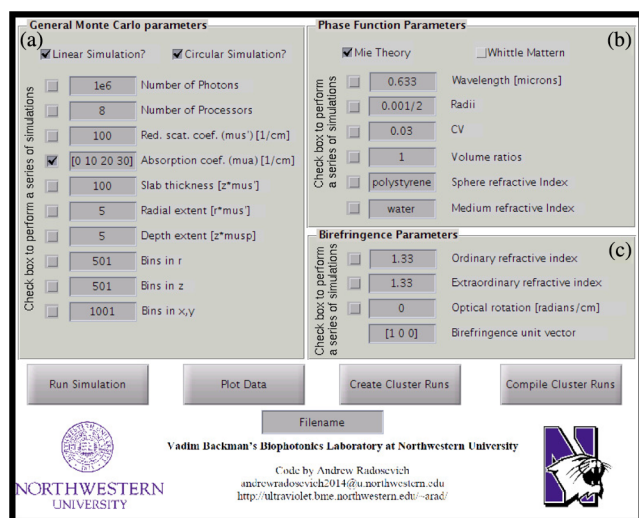 General Monte Carlo parameters
(a)
Linear Simulation? Circular Simulation?
Check box to perform a series of simulations
1e6 Number of Photons
8 Number of Processors
100 Red. scat. coef. (mus') [1/cm]
[0 10 20 30] Absorption coef. (mua) [1/cm]
100 Slab thickness [z*mus']
5 Radial extent [r*mus']
5 Depth extent [z*musp]
501 Bins in r
501 Bins in z
1001 Bins in x,y
Phase Function Parameters
(b)
Mie Theory Whittle Mattern
Check box to perform
a series of simulations
0.633 Wavelength [microns]
0.001/2 Radii
0.03 CV
1 Volume ratios
polystyrene Sphere refractive Index
water Medium refractive Index
Birefringence Parameters
(c)
Check box to perform
a series of simulations
1.33 Ordinary refractive index
1.33 Extraordinary refractive index
0 Optical rotation [radians/cm]
[1 0 0] Birefringence unit vector
Run Simulation Plot Data Create Cluster Runs Compile Cluster Runs
Filename
Vadim Backman's Biophotonics Laboratory at Northwestern University
Code by Andrew Radosevich
andrewradosevich2014@u.northwestern.edu
http://ultraviolet.bme.northwestern.edu/~arad/
NORTHWESTERN
UNIVERSITY
N